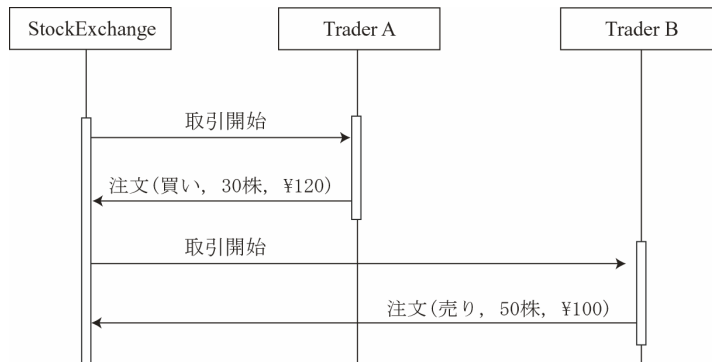 StockExchange
Trader A
Trader B
取引開始
注文(買い, 30株, ¥120)
取引開始
注文(売り, 50株, ¥100)